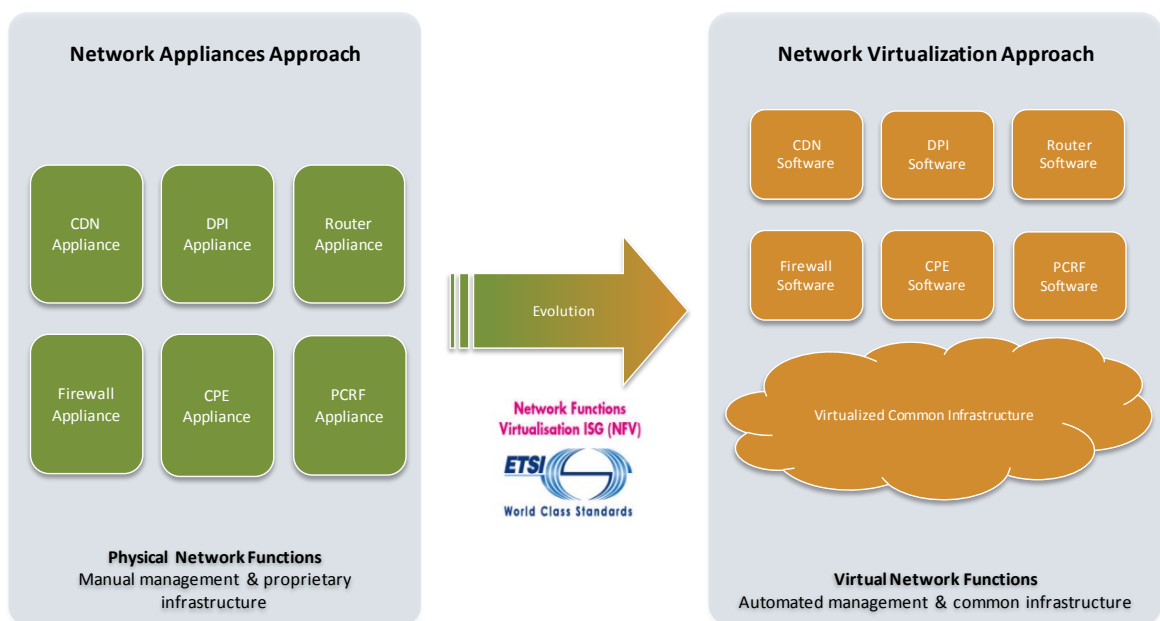 Network Appliances Approach
CDN
Appliance
DPI
Appliance
Router
Appliance
Firewall
Appliance
CPE
Appliance
PCRF
Appliance
Physical Network Functions
Manual management & proprietary
infrastructure
Evolution
Network Functions
Virtualisation ISG (NFV)
ETSI
World Class Standards
Network Virtualization Approach
CDN
Software
DPI
Software
Router
Software
Firewall
Software
CPE
Software
PCRF
Software
Virtualized Common Infrastructure
Virtual Network Functions
Automated management & common infrastructure